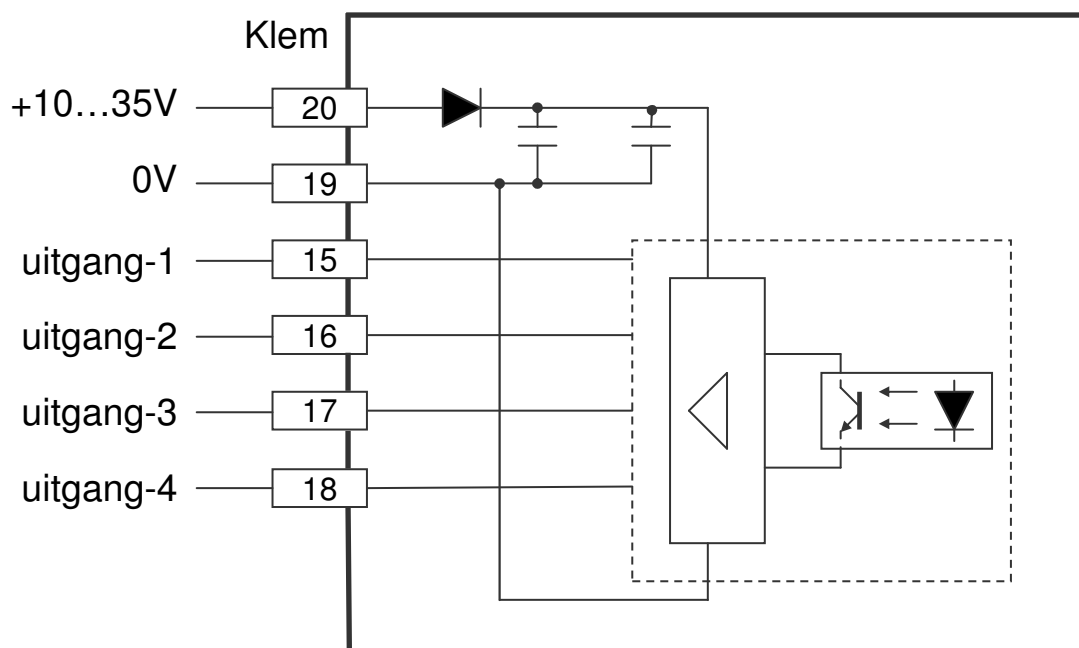 Klem
+10…35V 20
0V 19
uitgang-1 15
uitgang-2 16
uitgang-3 17
uitgang-4 18